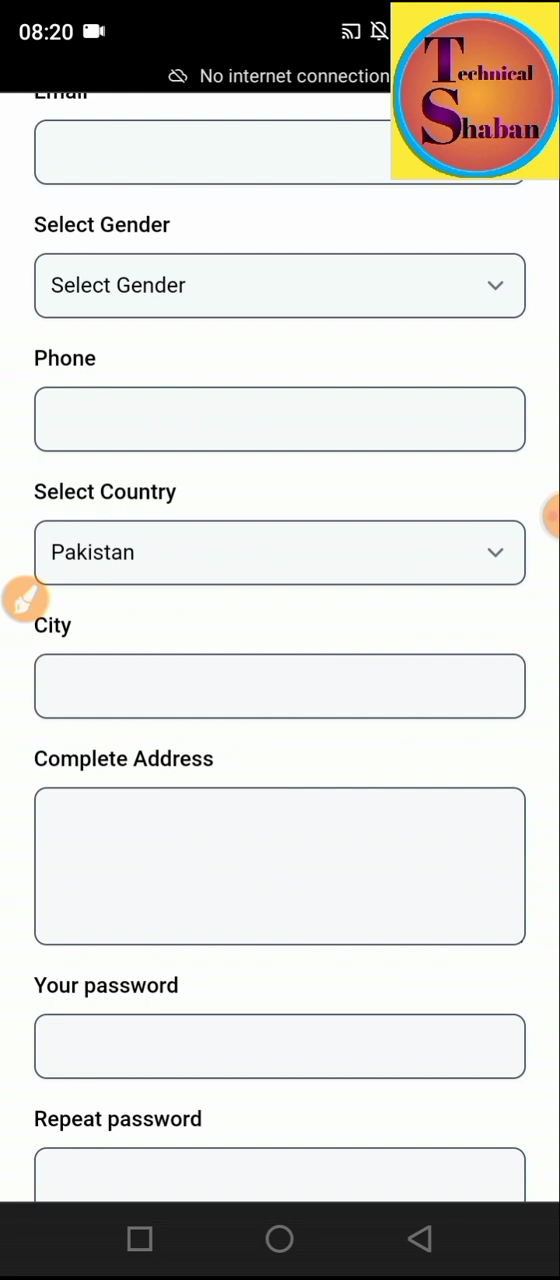 08:20
No internet connection
Technical
Shaban
Email
Select Gender
Select Gender
Phone
Select Country
Pakistan
City
Complete Address
Your password
Repeat password